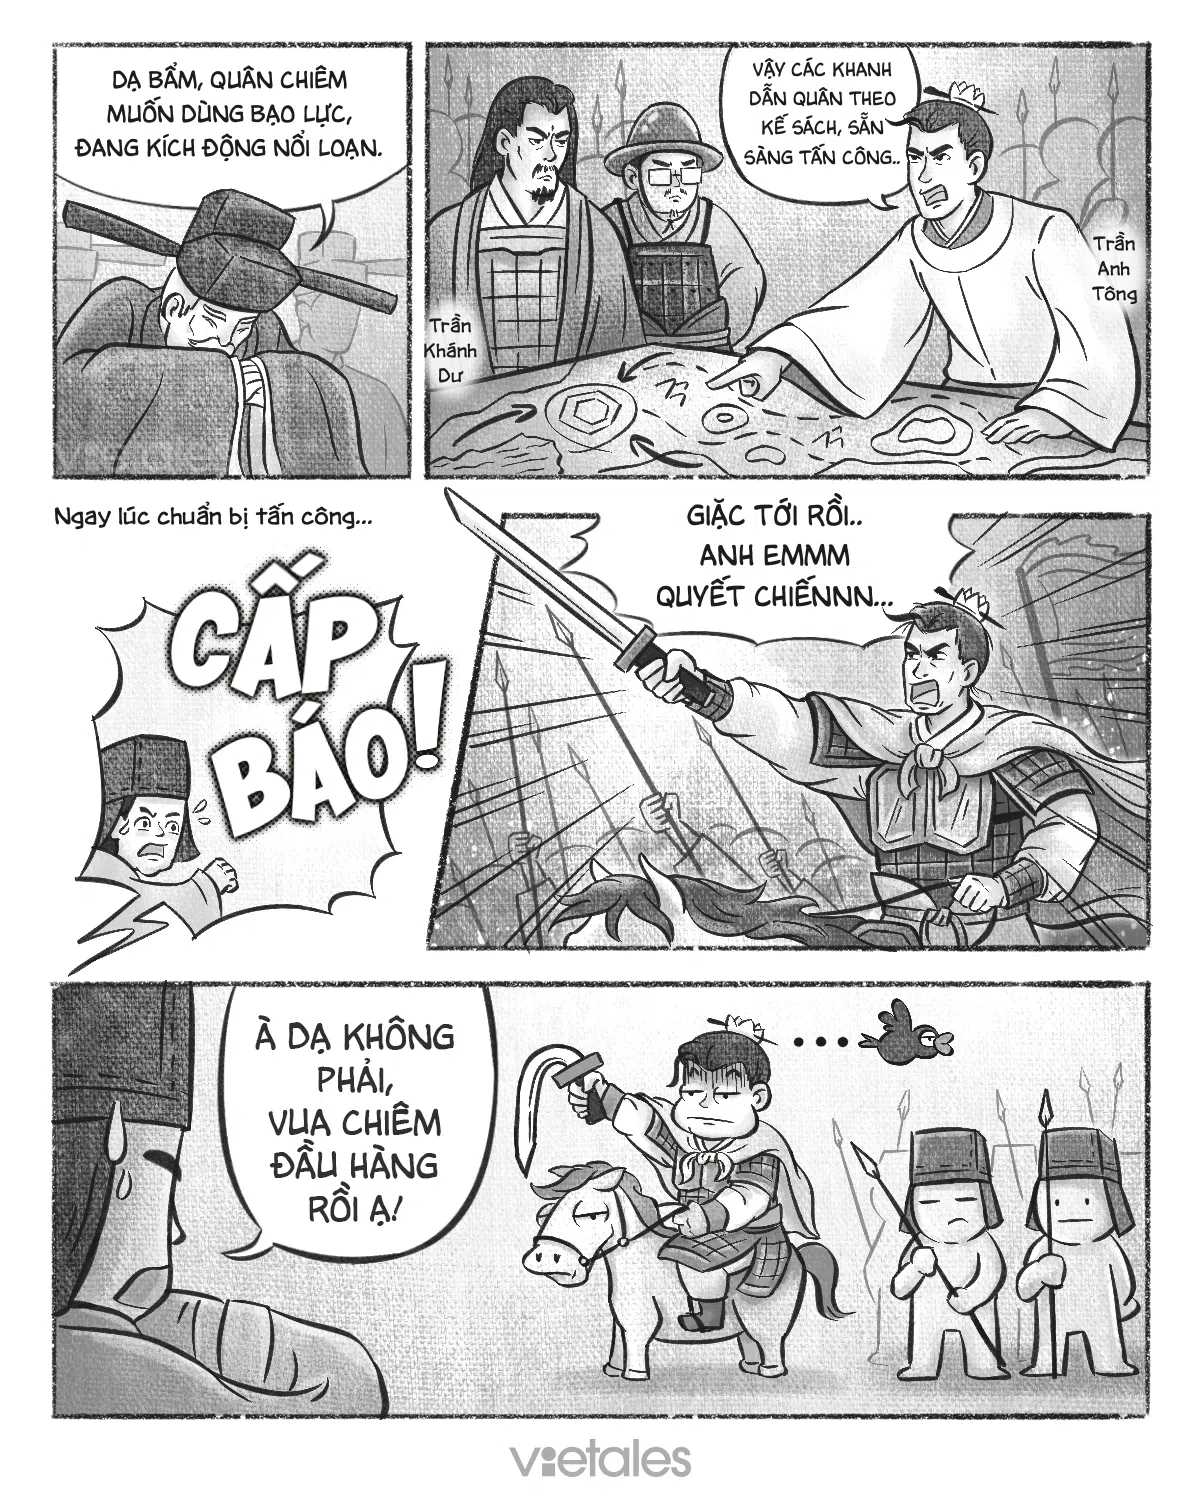 DẠ BẨM, QUÂN CHIÊM
MUỐN DÙNG BẠO LỰC,
ĐANG KÍCH ĐỘNG NỔI LOẠN.
VẬY CÁC KHANH
DẪN QUÂN THEO
KẾ SÁCH, SẴN
SÀNG TẤN CÔNG..
Trần
Khánh
Dư
Trần
Anh
Tông
Ngay lúc chuẩn bị tấn công...
CẤP
BÁO!
GIẶC TỚI RỒI..
ANH EMMM
QUYẾT CHIẾNNN...
À DẠ KHÔNG
PHẢI,
VUA CHIÊM
ĐẦU HÀNG
RỒI Ạ!
...
vietales